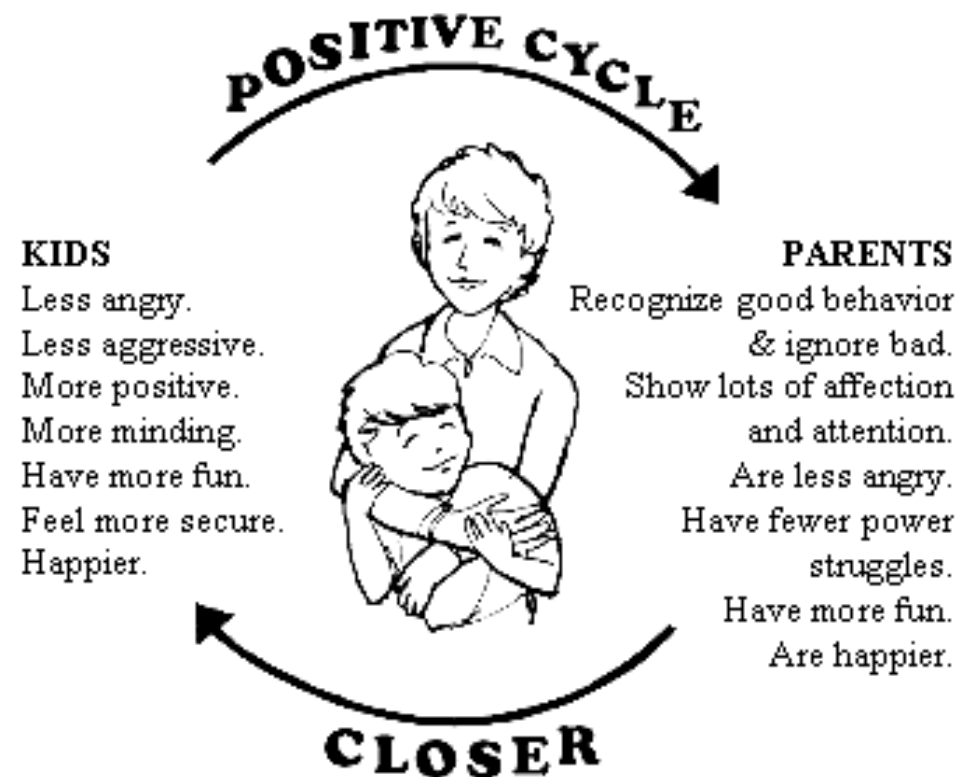 POSITIVE CYCLE
KIDS
Less angry.
Less aggressive.
More positive.
More minding.
Have more fun.
Feel more secure.
Happier.
PARENTS
Recognize good behavior
& ignore bad.
Show lots of affection
and attention.
Are less angry.
Have fewer power
struggles.
Have more fun.
Are happier.
CLOSER